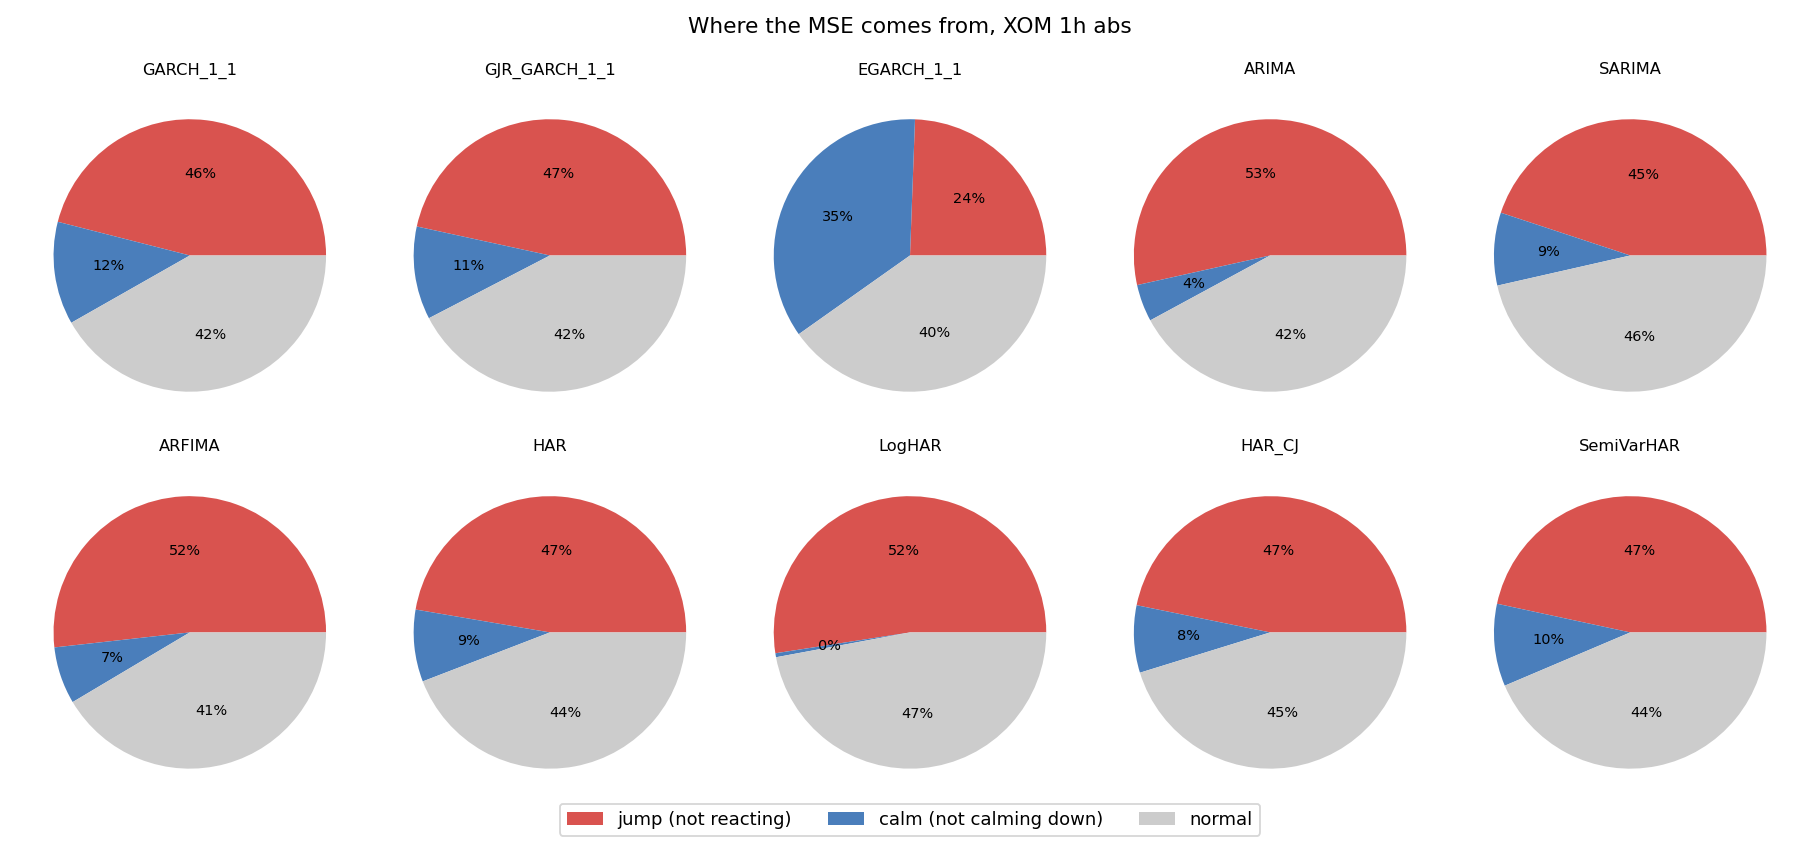 Where the MSE comes from, XOM 1h abs
GARCH_1_1
GJR_GARCH_1_1
EGARCH_1_1
ARIMA
SARIMA
46%
12%
42%
47%
11%
42%
24%
35%
40%
53%
4%
42%
45%
9%
46%
ARFIMA
HAR
LogHAR
HAR_CJ
SemiVarHAR
52%
7%
41%
47%
9%
44%
52%
0%
47%
47%
8%
45%
47%
10%
44%
jump (not reacting)
calm (not calming down)
normal